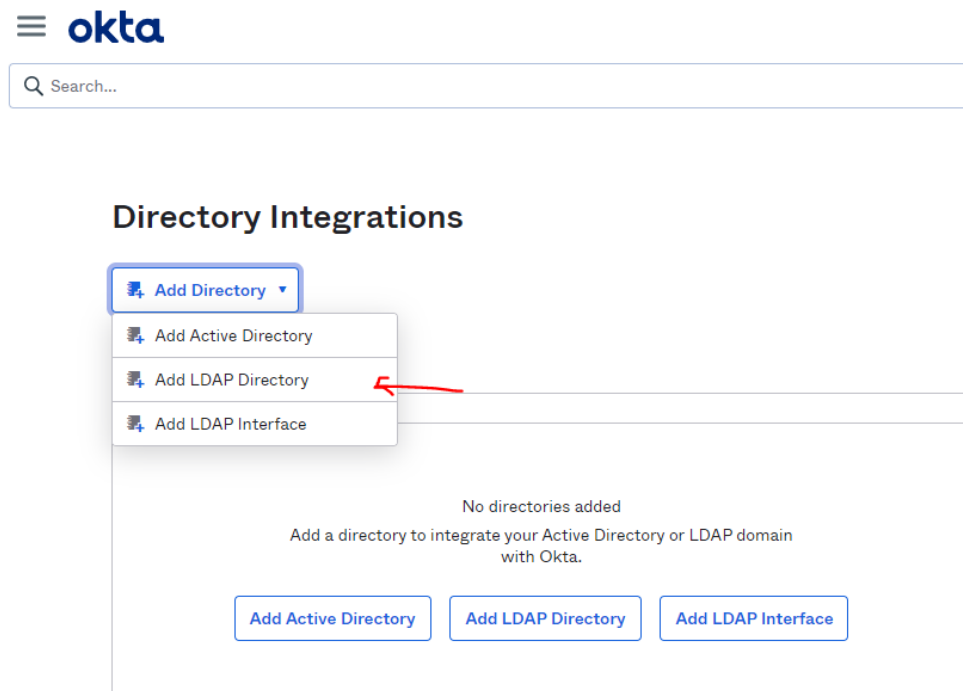 okta
Search...
Directory Integrations
Add Directory
Add Active Directory
Add LDAP Directory
Add LDAP Interface
No directories added
Add a directory to integrate your Active Directory or LDAP domain
with Okta.
Add Active Directory Add LDAP Directory Add LDAP Interface